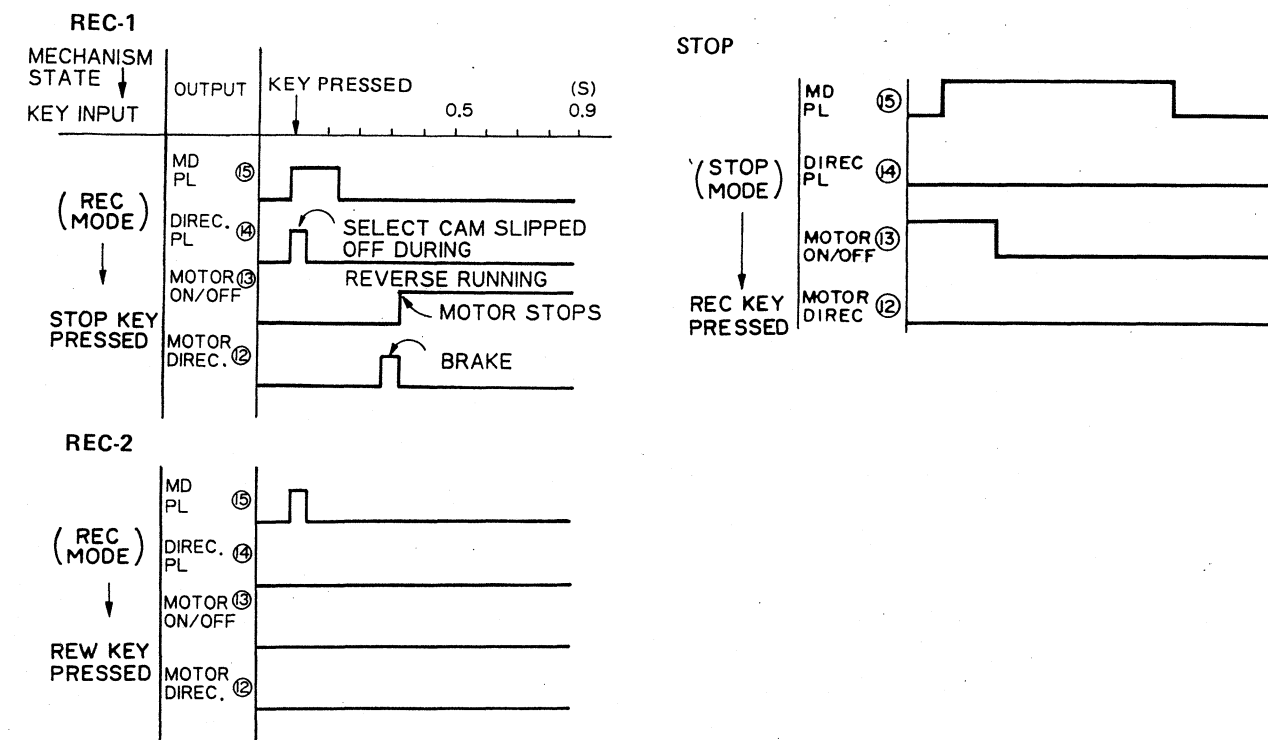 REC-1
MECHANISM
STATE
KEY INPUT
OUTPUT
KEY PRESSED
(S)
0.5
0.9
(REC
MODE)
STOP KEY
PRESSED
MD
PL ⑮
DIREC.
PL ⑭
SELECT CAM SLIPPED
OFF DURING
REVERSE RUNNING
MOTOR ⑬
ON/OFF
MOTOR STOPS
MOTOR
DIREC. ⑫
BRAKE
REC-2
(REC
MODE)
REW KEY
PRESSED
MD
PL ⑮
DIREC.
PL ⑭
MOTOR ⑬
ON/OFF
MOTOR
DIREC. ⑫
STOP
(STOP
MODE)
REC KEY
PRESSED
MD
PL ⑮
DIREC
PL ⑭
MOTOR ⑬
ON/OFF
MOTOR
DIREC ⑫